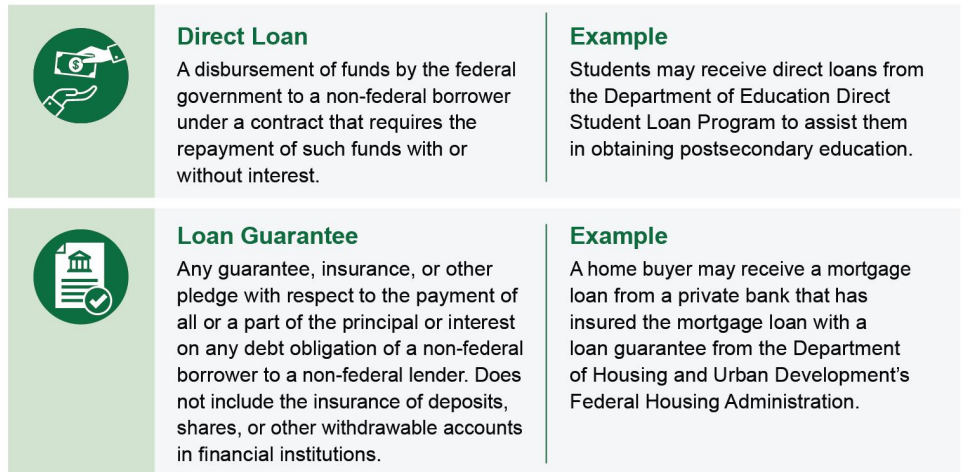 Direct Loan
A disbursement of funds by the federal
government to a non-federal borrower
under a contract that requires the
repayment of such funds with or
without interest.
Example
Students may receive direct loans from
the Department of Education Direct
Student Loan Program to assist them
in obtaining postsecondary education.
Loan Guarantee
Any guarantee, insurance, or other
pledge with respect to the payment of
all or a part of the principal or interest
on any debt obligation of a non-federal
borrower to a non-federal lender. Does
not include the insurance of deposits,
shares, or other withdrawable accounts
in financial institutions.
Example
A home buyer may receive a mortgage
loan from a private bank that has
insured the mortgage loan with a
loan guarantee from the Department
of Housing and Urban Development’s
Federal Housing Administration.